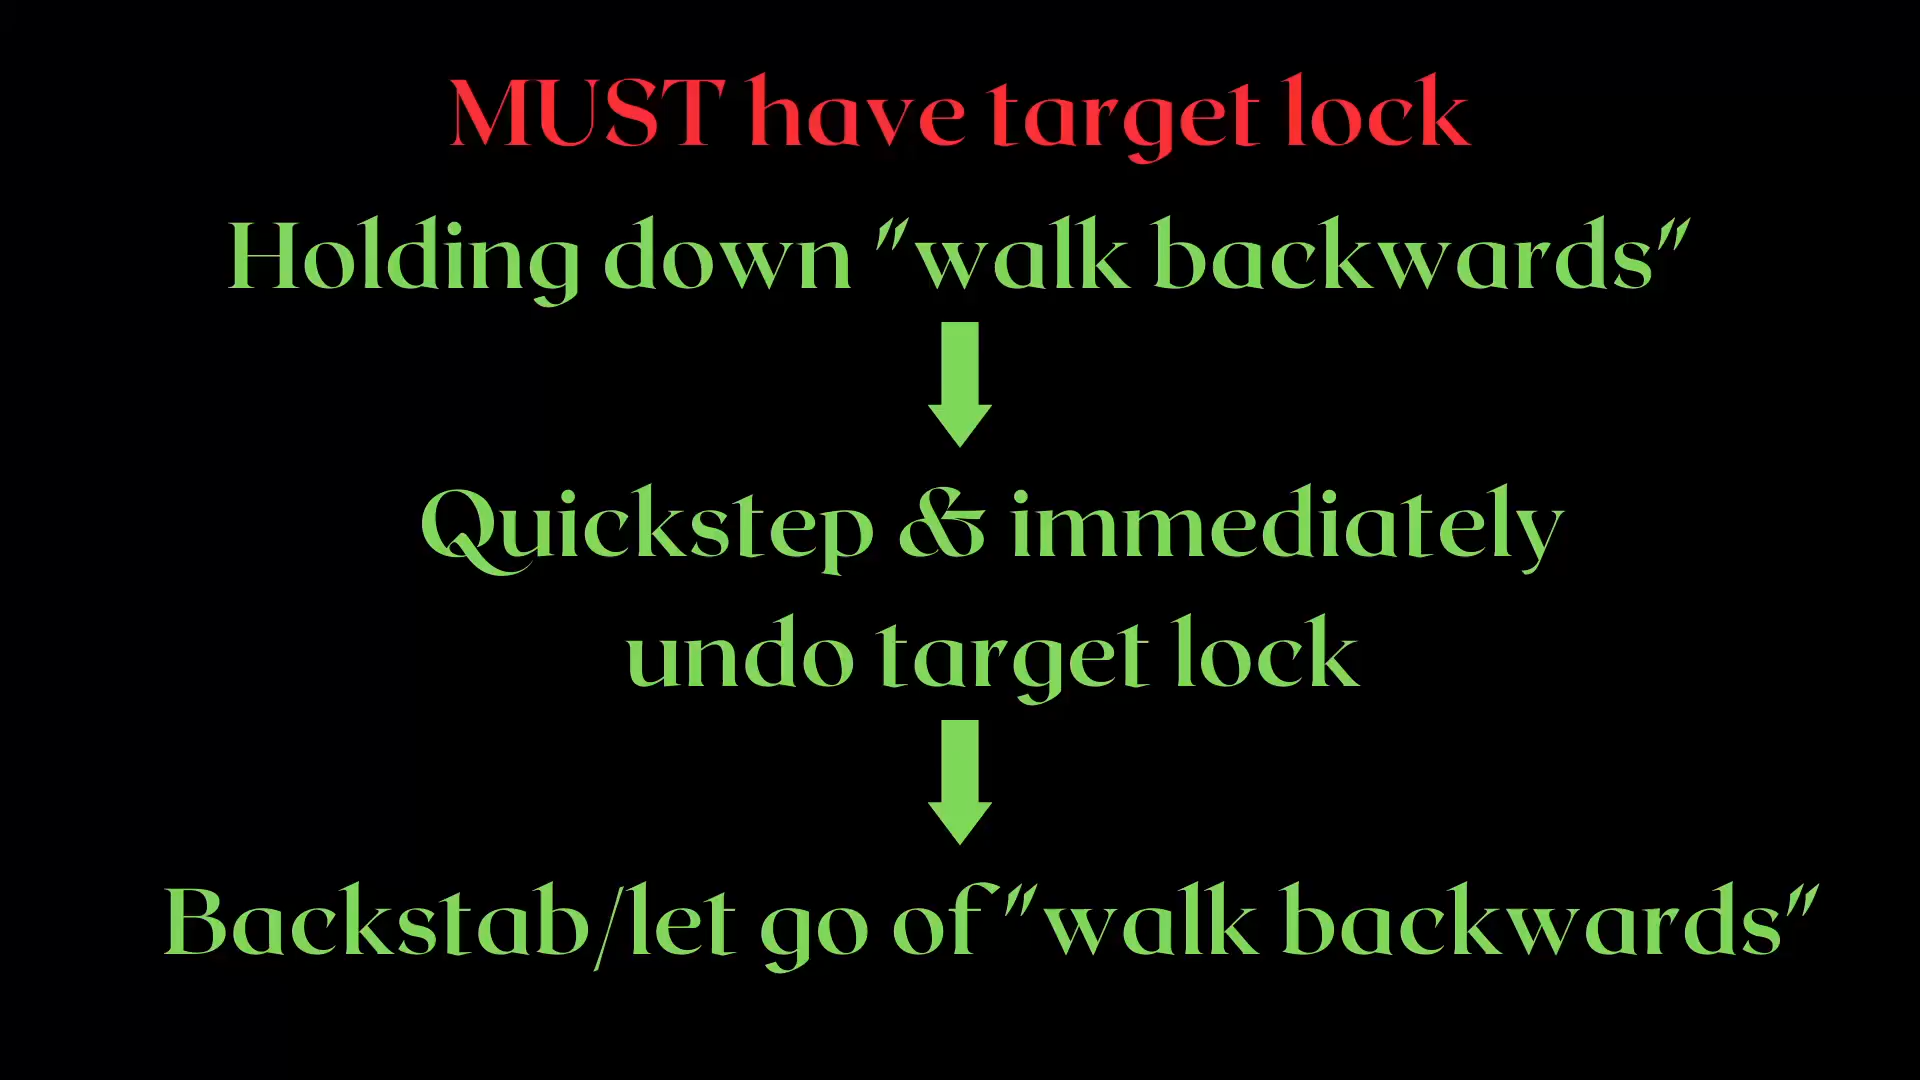 MUST have target lock
Holding down "walk backwards"
Quickstep & immediately
undo target lock
Backstab/let go of "walk backwards"